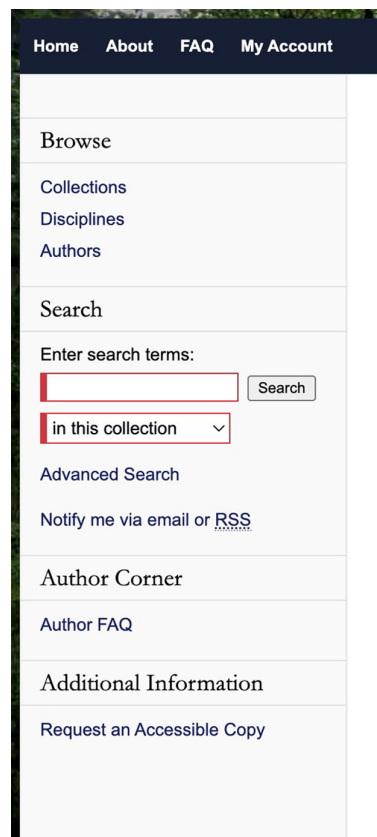 Home About FAQ My Account
Browse
Collections
Disciplines
Authors
Search
Enter search terms:
Search
in this collection
Advanced Search
Notify me via email or RSS
Author Corner
Author FAQ
Additional Information
Request an Accessible Copy